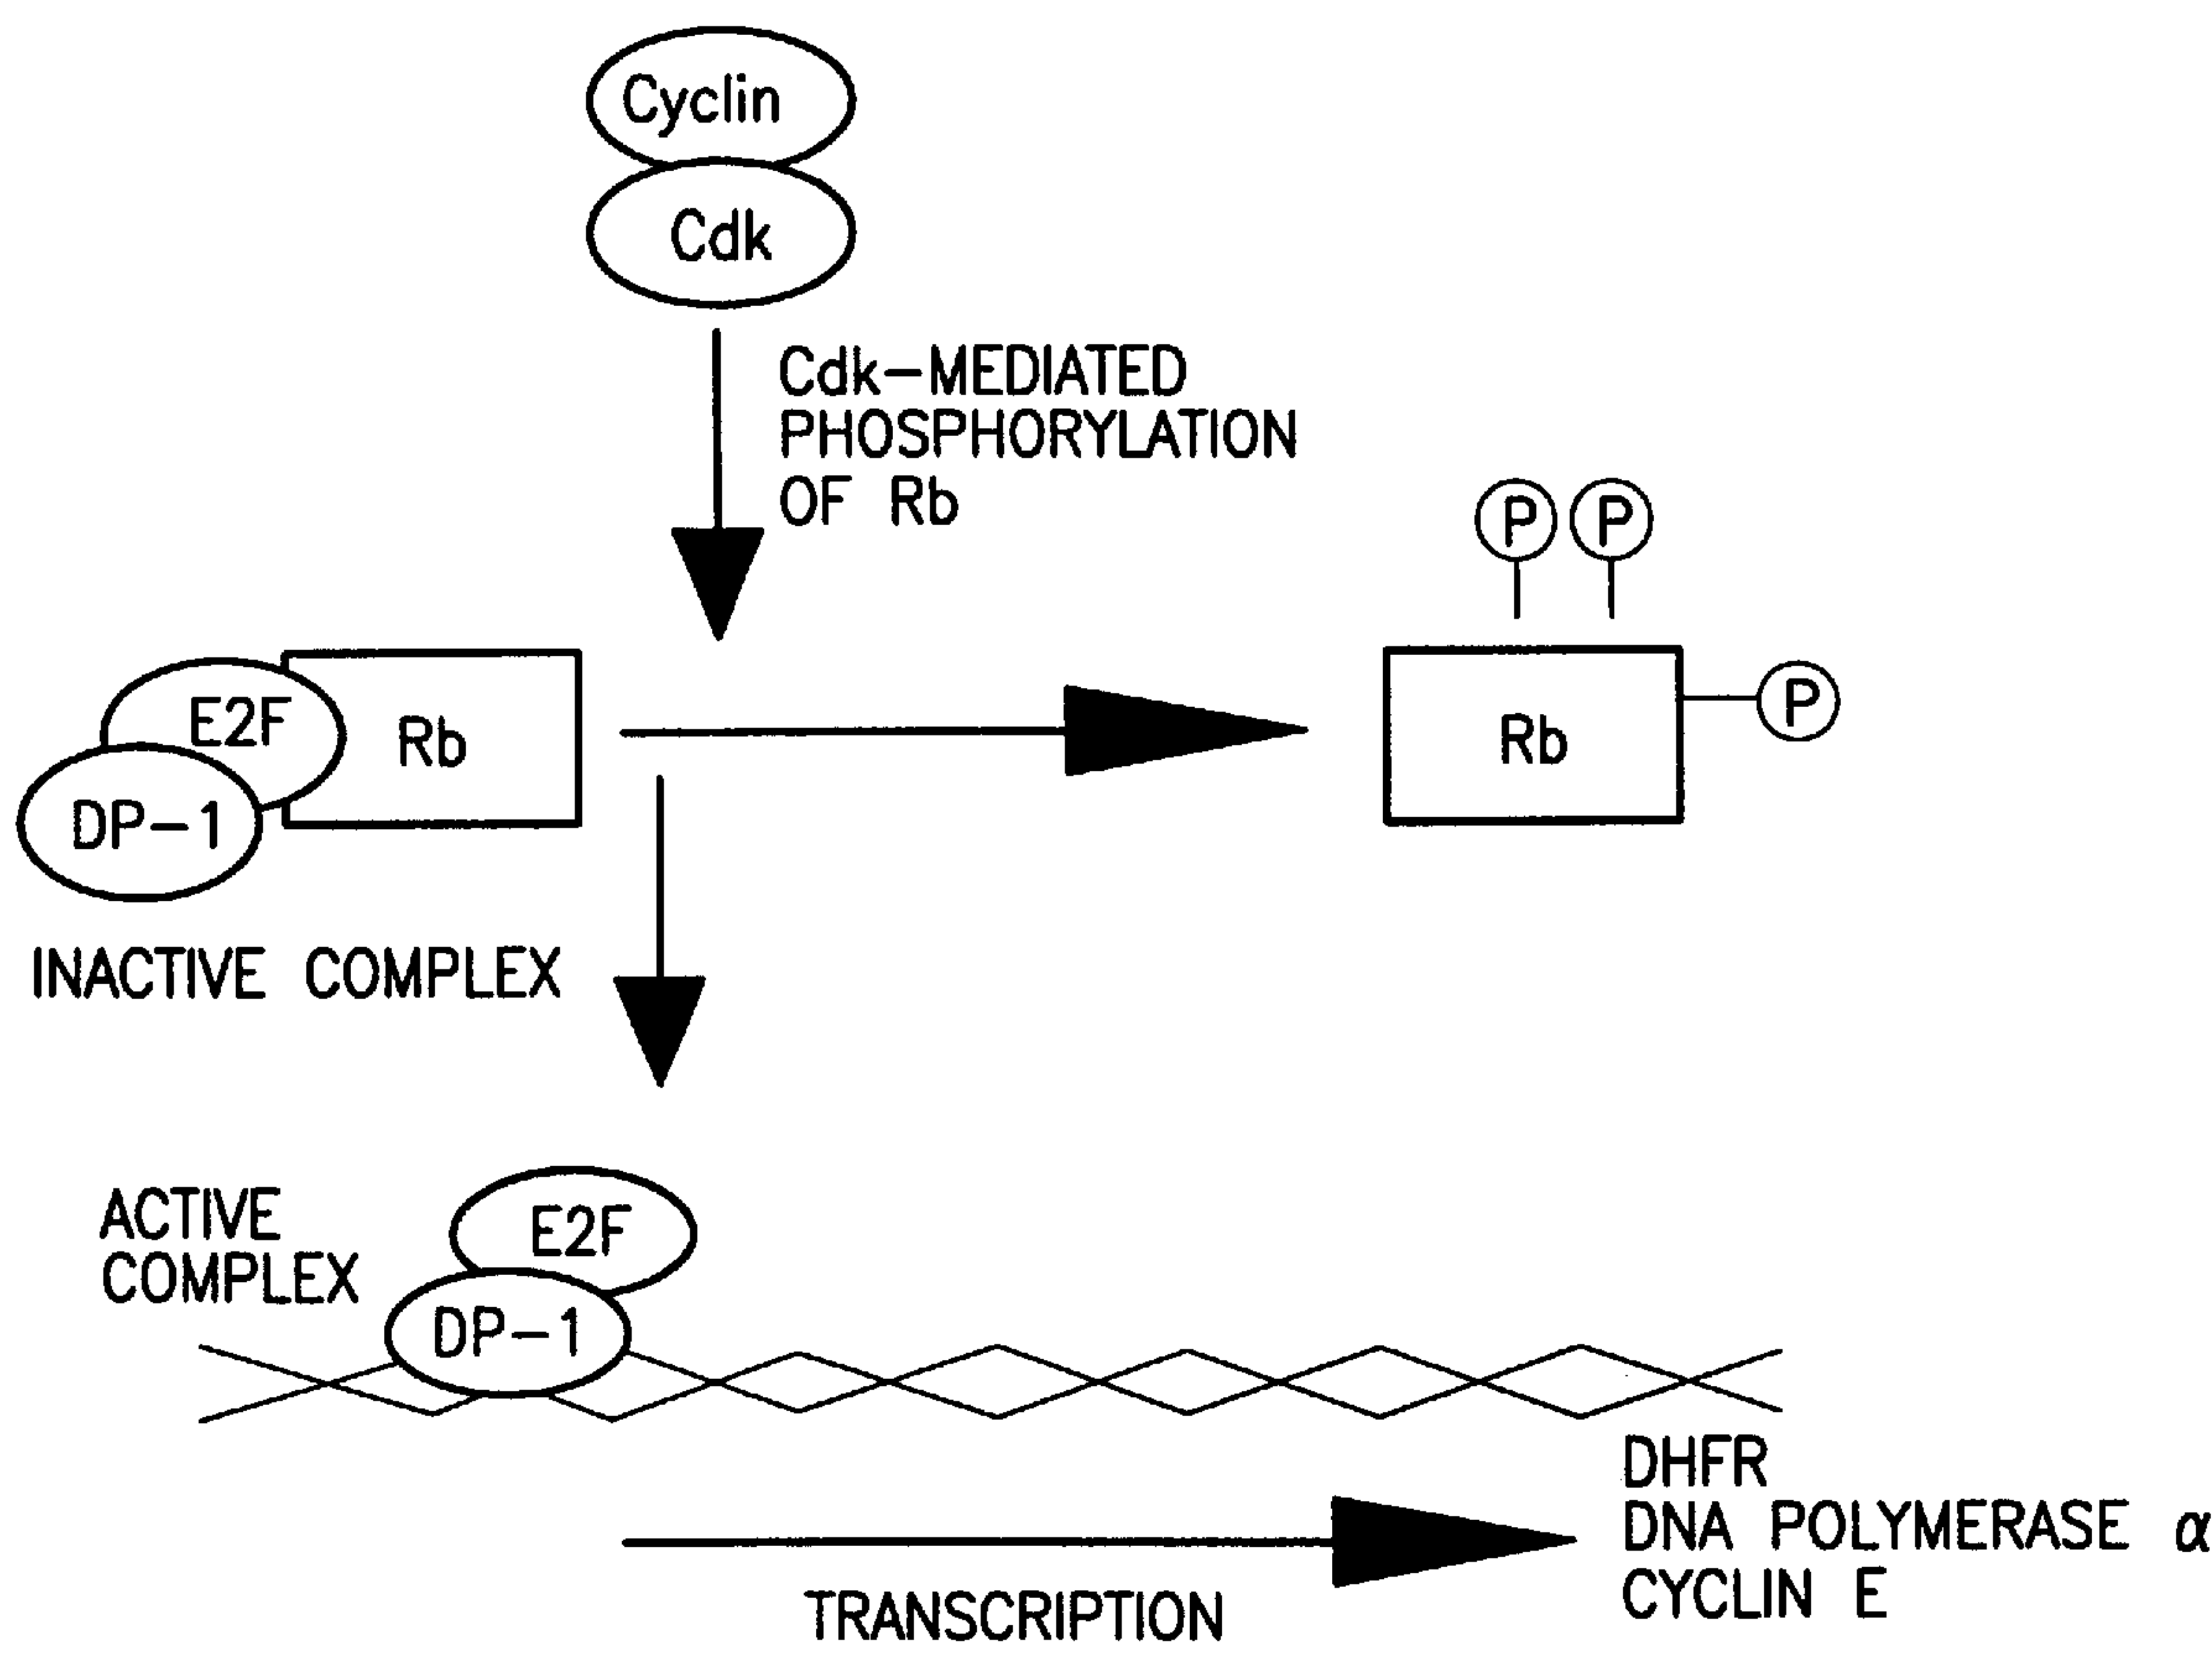 Cyclin
Cdk
Cdk-MEDIATED
PHOSPHORYLATION
OF Rb
P P
E2F
Rb
DP-1
Rb
P
INACTIVE COMPLEX
ACTIVE
COMPLEX
E2F
DP-1
DHFR
DNA POLYMERASE α
CYCLIN E
TRANSCRIPTION